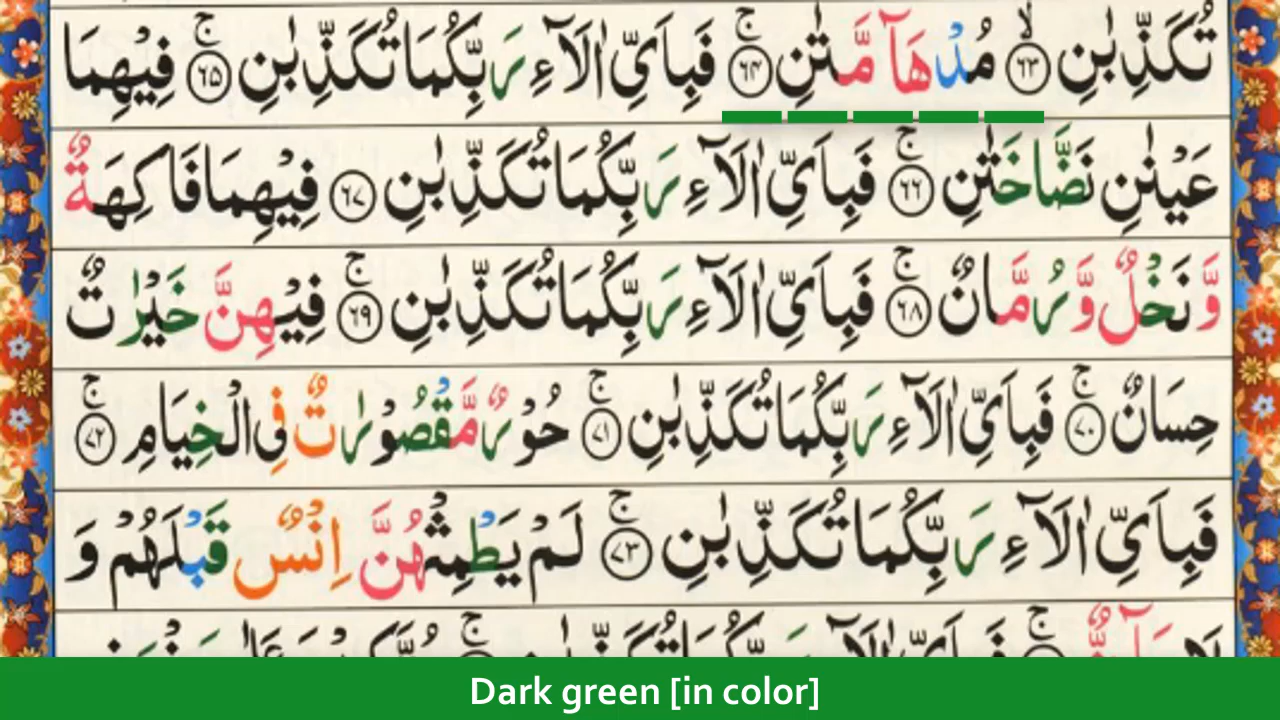 تُكَذِّبٰنِ ﴿٦٣﴾ۙ مُدْهَآ مَّتٰنِ ﴿٦٤﴾ۚ فَبِاَىِّ اٰلَآءِ رَبِّكُمَا تُكَذِّبٰنِ ﴿٦٥﴾ۚ فِيْهِمَا
عَيْنٰنِ نَضَّاخَتٰنِ ﴿٦٦﴾ۚ فَبِاَىِّ اٰلَآءِ رَبِّكُمَا تُكَذِّبٰنِ ﴿٦٧﴾ فِيْهِمَا فَاكِهَةٌ
وَّنَخْلٌ وَّرُمَّانٌ ﴿٦٨﴾ۚ فَبِاَىِّ اٰلَآءِ رَبِّكُمَا تُكَذِّبٰنِ ﴿٦٩﴾ۚ فِيْهِنَّ خَيْرٰتٌ
حِسَانٌ ﴿٧٠﴾ۚ فَبِاَىِّ اٰلَآءِ رَبِّكُمَا تُكَذِّبٰنِ ﴿٧١﴾ۚ حُوْرٌ مَّقْصُوْرٰتٌ فِى الْخِيَامِ ﴿٧٢﴾ۚ
فَبِاَىِّ اٰلَآءِ رَبِّكُمَا تُكَذِّبٰنِ ﴿٧٣﴾ۚ لَمْ يَطْمِثْهُنَّ اِنْسٌ قَبْلَهُمْ وَ
Dark green [in color]